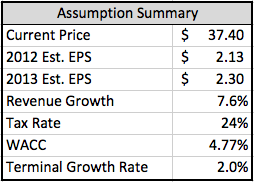 Assumption Summary
Current Price $ 37.40
2012 Est. EPS $ 2.13
2013 Est. EPS $ 2.30
Revenue Growth 7.6%
Tax Rate 24%
WACC 4.77%
Terminal Growth Rate 2.0%